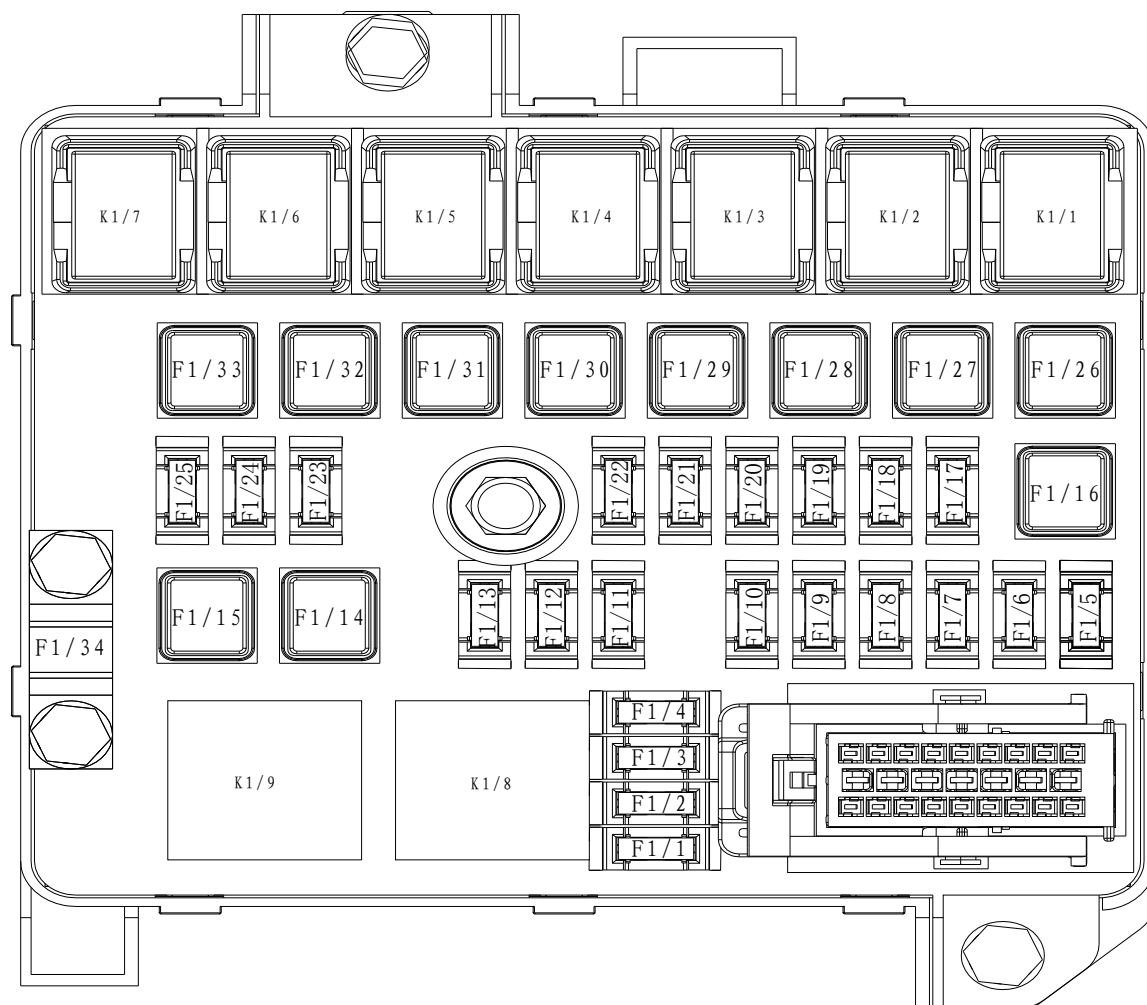 K1/7 K1/6 K1/5 K1/4 K1/3 K1/2 K1/1
F1/33 F1/32 F1/31 F1/30 F1/29 F1/28 F1/27 F1/26
F1/25 F1/24 F1/23 F1/22 F1/21 F1/20 F1/19 F1/18 F1/17 F1/16
F1/15 F1/14 F1/13 F1/12 F1/11 F1/10 F1/9 F1/8 F1/7 F1/6 F1/5
F1/34
F1/4
F1/3
K1/9 K1/8
F1/2
F1/1